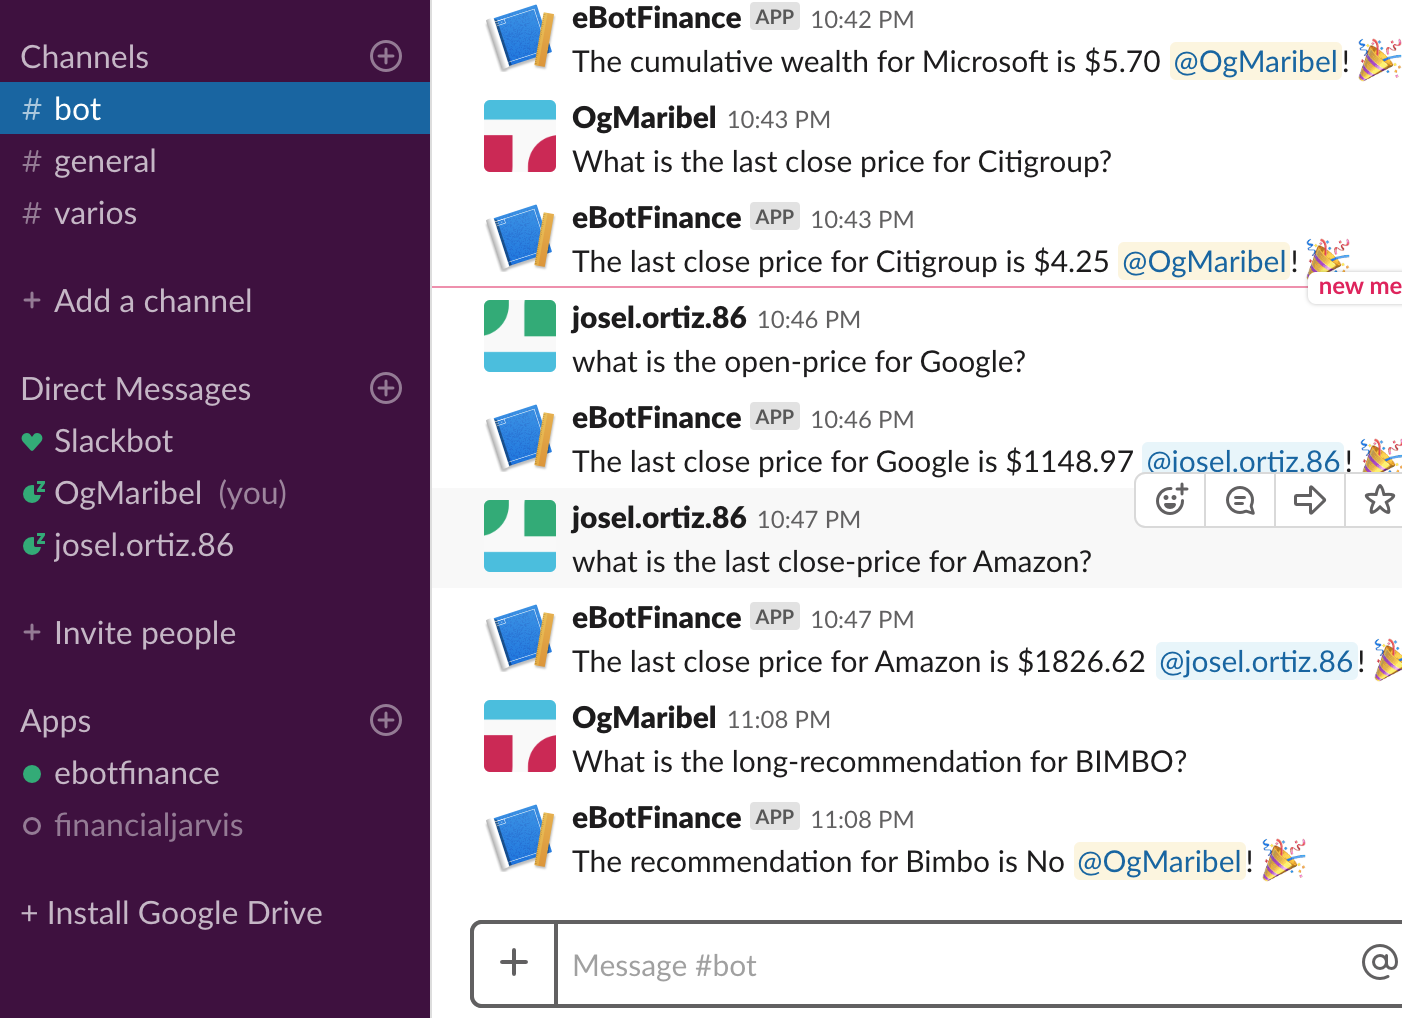 Channels
# bot
# general
# varios
+ Add a channel
Direct Messages
Slackbot
OgMaribel (you)
josel.ortiz.86
+ Invite people
Apps
ebotfinance
financialjarvis
+ Install Google Drive
eBotFinance APP 10:42 PM
The cumulative wealth for Microsoft is $5.70 @OgMaribel! 🎉
OgMaribel 10:43 PM
What is the last close price for Citigroup?
eBotFinance APP 10:43 PM
The last close price for Citigroup is $4.25 @OgMaribel! 🎉
new me
josel.ortiz.86 10:46 PM
what is the open-price for Google?
eBotFinance APP 10:46 PM
The last close price for Google is $1148.97 @josel.ortiz.86! 🎉
josel.ortiz.86 10:47 PM
what is the last close-price for Amazon?
eBotFinance APP 10:47 PM
The last close price for Amazon is $1826.62 @josel.ortiz.86! 🎉
OgMaribel 11:08 PM
What is the long-recommendation for BIMBO?
eBotFinance APP 11:08 PM
The recommendation for Bimbo is No @OgMaribel! 🎉
+ Message #bot @